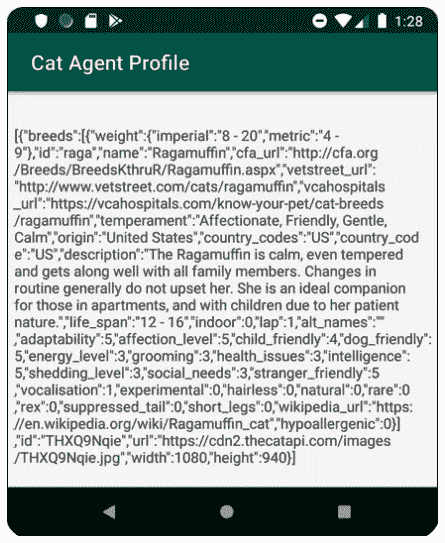 1:28
Cat Agent Profile
[{"breeds":[{"weight":{"imperial":"8 - 20","metric":"4 -
9"},"id":"raga","name":"Ragamuffin","cfa_url":"http://cfa.org
/Breeds/BreedsKthruR/Ragamuffin.aspx","vetstreet_url":
"http://www.vetstreet.com/cats/ragamuffin","vcahospitals
_url":"https://vcahospitals.com/know-your-pet/cat-breeds
/ragamuffin","temperament":"Affectionate, Friendly, Gentle,
Calm","origin":"United States","country_codes":"US","country_cod
e":"US","description":"The Ragamuffin is calm, even tempered
and gets along well with all family members. Changes in
routine generally do not upset her. She is an ideal companion
for those in apartments, and with children due to her patient
nature.","life_span":"12 - 16","indoor":0,"lap":1,"alt_names":""
,"adaptability":5,"affection_level":5,"child_friendly":4,"dog_friendly":
5,"energy_level":3,"grooming":3,"health_issues":3,"intelligence":
5,"shedding_level":3,"social_needs":3,"stranger_friendly":5
,"vocalisation":1,"experimental":0,"hairless":0,"natural":0,"rare":0
,"rex":0,"suppressed_tail":0,"short_legs":0,"wikipedia_url":"https:
//en.wikipedia.org/wiki/Ragamuffin_cat","hypoallergenic":0}]
,"id":"THXQ9Nqie","url":"https://cdn2.thecatapi.com/images
/THXQ9Nqie.jpg","width":1080,"height":940}]